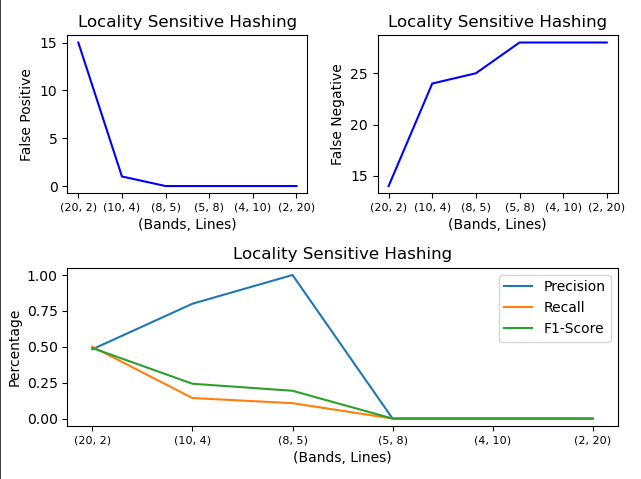 Locality Sensitive Hashing
False Positive
15
10
5
0
(20, 2) (10, 4) (8, 5) (5, 8) (4, 10) (2, 20)
(Bands, Lines)
Locality Sensitive Hashing
False Negative
25
20
15
(20, 2) (10, 4) (8, 5) (5, 8) (4, 10) (2, 20)
(Bands, Lines)
Locality Sensitive Hashing
Percentage
1.00
0.75
0.50
0.25
0.00
Precision
Recall
F1-Score
(20, 2) (10, 4) (8, 5) (5, 8) (4, 10) (2, 20)
(Bands, Lines)